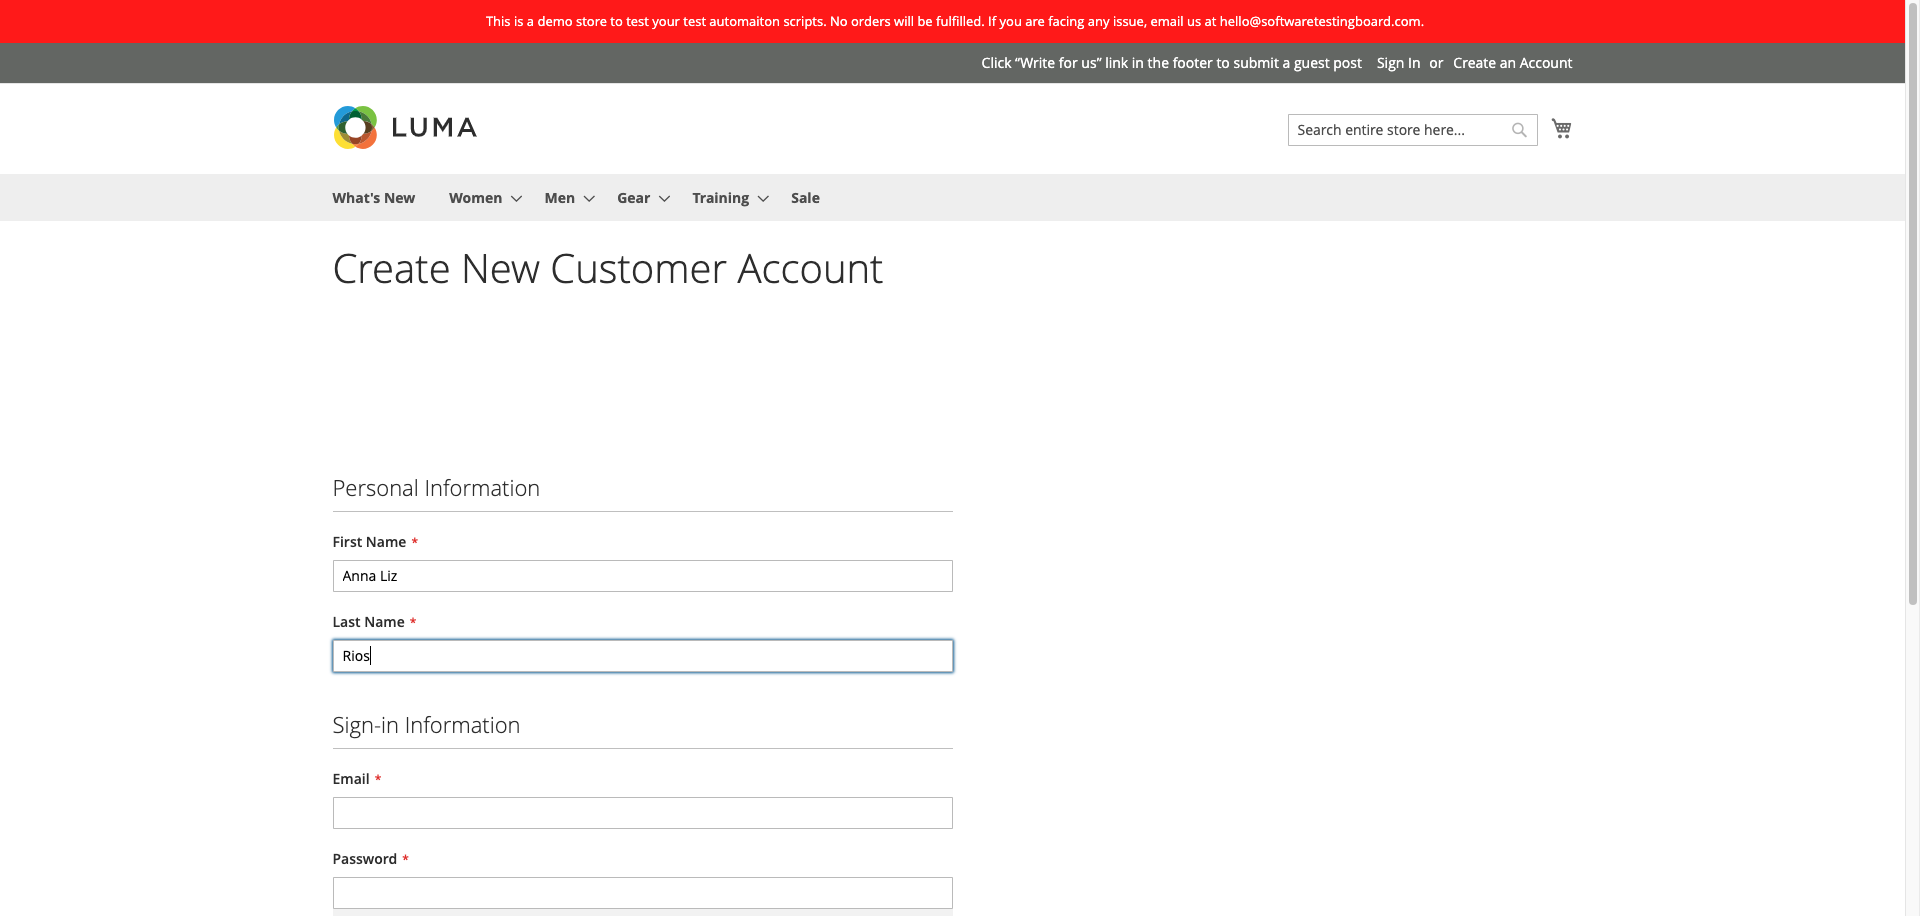 This is a demo store to test your test automaiton scripts. No orders will be fulfilled. If you are facing any issue, email us at hello@softwaretestingboard.com.
Click “Write for us” link in the footer to submit a guest post Sign In or Create an Account
LUMA
Search entire store here...
What's New Women Men Gear Training Sale
Create New Customer Account
Personal Information
First Name *
Anna Liz
Last Name *
Rios
Sign-in Information
Email *
Password *